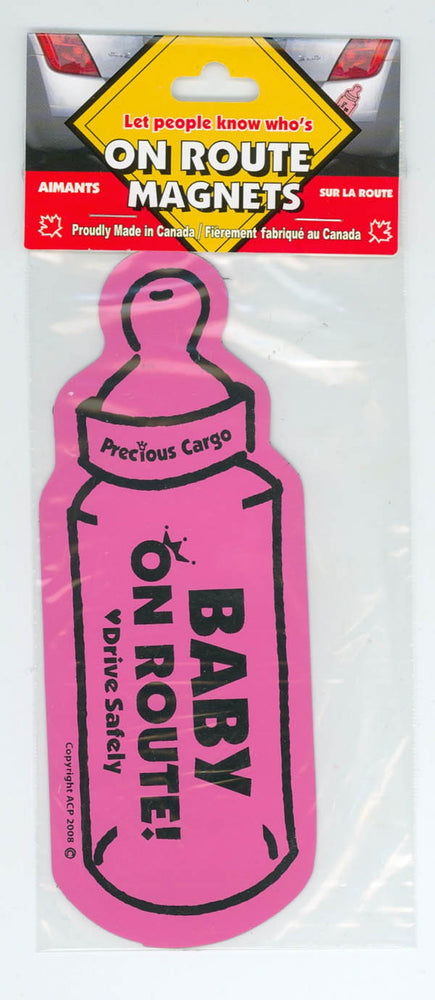 Let people know who's
ON ROUTE
MAGNETS
AIMANTS
SUR LA ROUTE
Proudly Made in Canada / Fièrement fabriqué au Canada
Precious Cargo
BABY
ON ROUTE!
♥Drive Safely
Copyright ACP 2008 ©